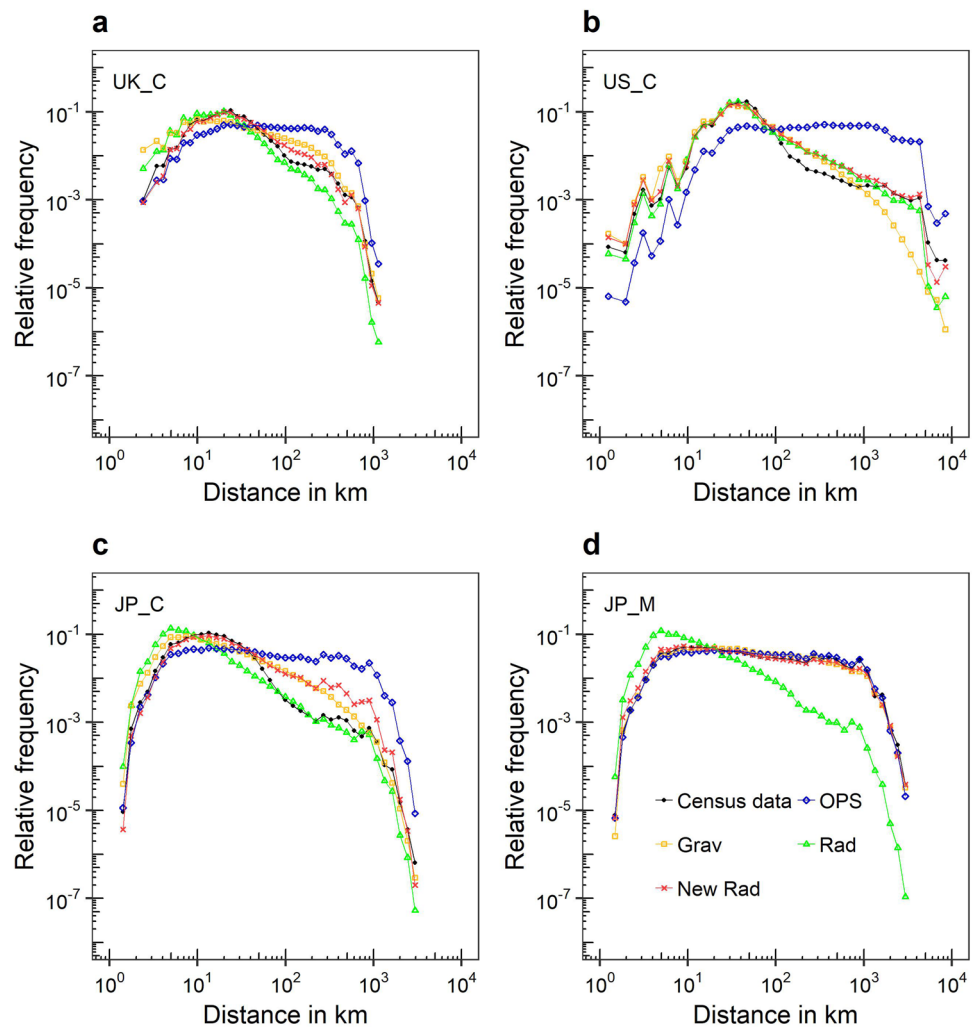 a
UK_C
Relative frequency
10^-1
10^-3
10^-5
10^-7
10^0 10^1 10^2 10^3 10^4
Distance in km
b
US_C
Relative frequency
10^-1
10^-3
10^-5
10^-7
10^0 10^1 10^2 10^3 10^4
Distance in km
c
JP_C
Relative frequency
10^-1
10^-3
10^-5
10^-7
10^0 10^1 10^2 10^3 10^4
Distance in km
d
JP_M
Relative frequency
10^-1
10^-3
10^-5
10^-7
Census data OPS
Grav Rad
New Rad
10^0 10^1 10^2 10^3 10^4
Distance in km